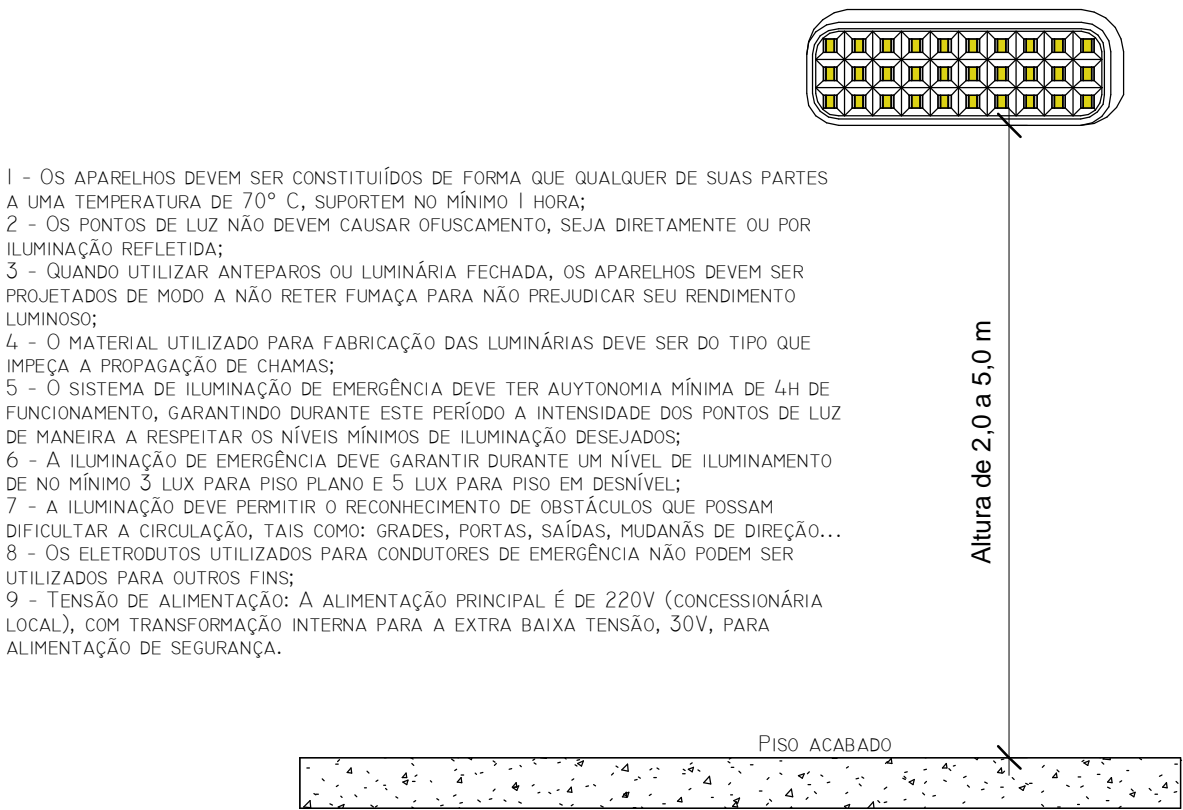 1 - Os aparelhos devem ser constituiídos de forma que qualquer de suas partes
a uma temperatura de 70° C, suportem no mínimo 1 hora;
2 - Os pontos de luz não devem causar ofuscamento, seja diretamente ou por
iluminação refletida;
3 - Quando utilizar anteparos ou luminária fechada, os aparelhos devem ser
projetados de modo a não reter fumaça para não prejudicar seu rendimento
luminoso;
4 - O material utilizado para fabricação das luminárias deve ser do tipo que
impeça a propagação de chamas;
5 - O sistema de iluminação de emergência deve ter auytonomia mínima de 4h de
funcionamento, garantindo durante este período a intensidade dos pontos de luz
de maneira a respeitar os níveis mínimos de iluminação desejados;
6 - A iluminação de emergência deve garantir durante um nível de iluminamento
de no mínimo 3 lux para piso plano e 5 lux para piso em desnível;
7 - a iluminação deve permitir o reconhecimento de obstáculos que possam
dificultar a circulação, tais como: grades, portas, saídas, mudanãs de direção...
8 - Os eletrodutos utilizados para condutores de emergência não podem ser
utilizados para outros fins;
9 - Tensão de alimentação: A alimentação principal é de 220V (concessionária
local), com transformação interna para a extra baixa tensão, 30V, para
alimentação de segurança.
Altura de 2,0 a 5,0 m
Piso acabado